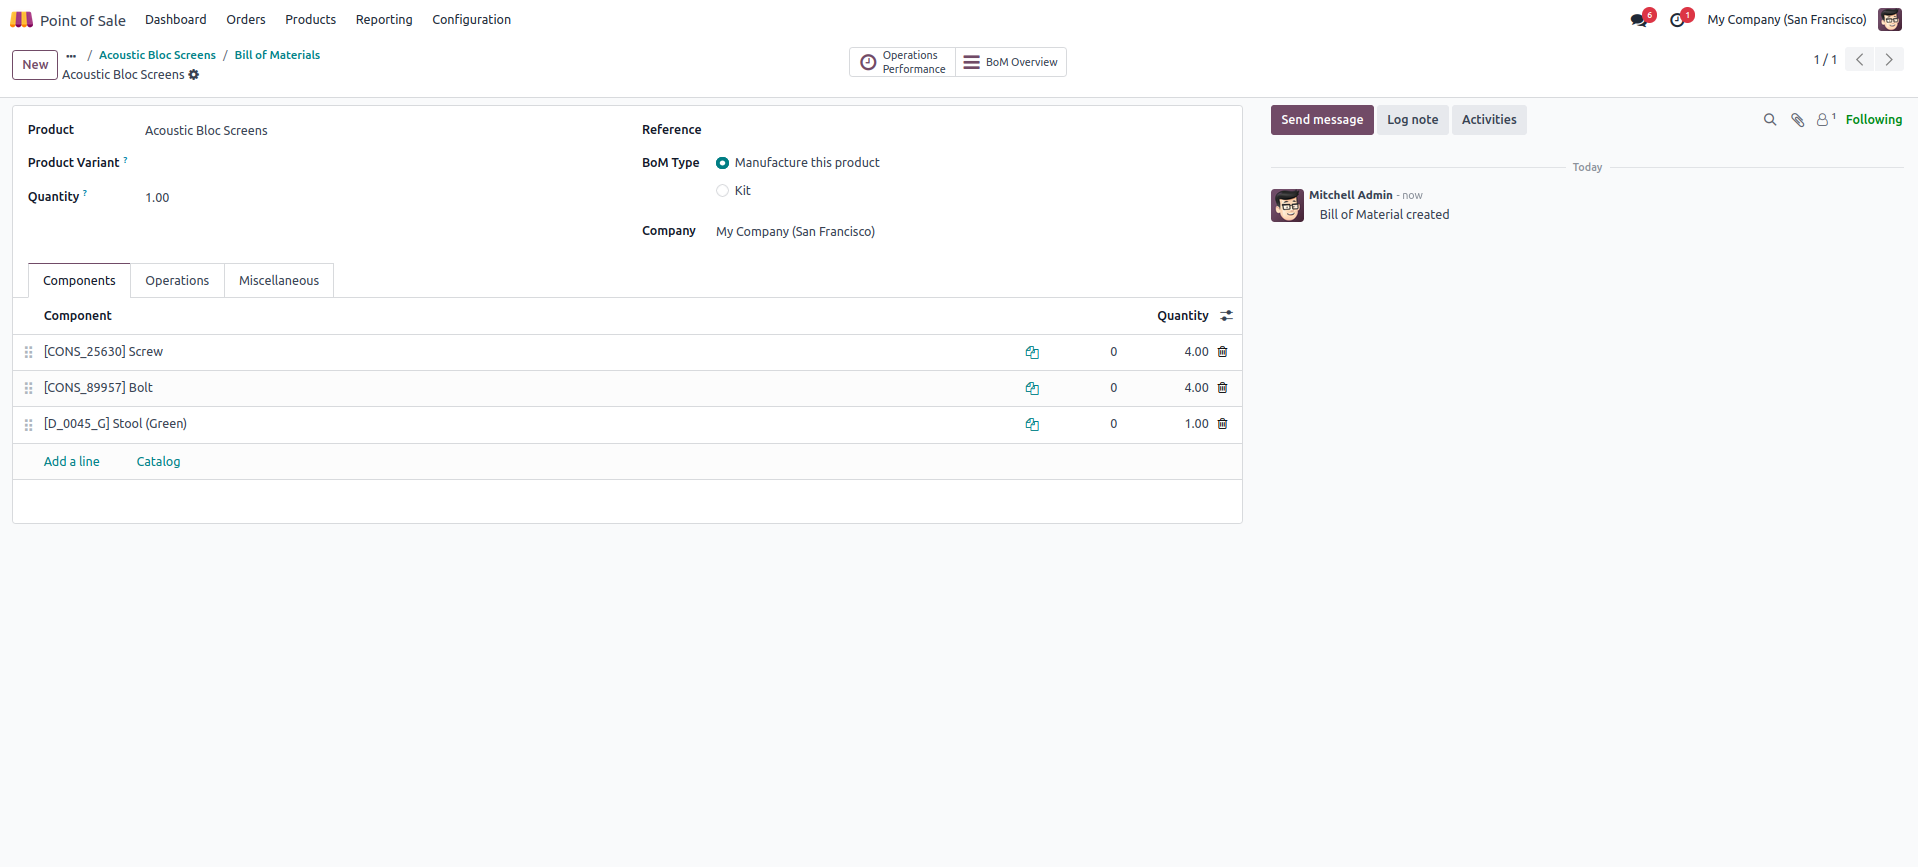 Point of Sale Dashboard Orders Products Reporting Configuration 6 1 My Company (San Francisco)
New ... / Acoustic Bloc Screens / Bill of Materials
Acoustic Bloc Screens
Operations
Performance
BoM Overview
1 / 1
Product Acoustic Bloc Screens
Product Variant ?
Quantity ? 1.00
Reference
BoM Type Manufacture this product
Kit
Company My Company (San Francisco)
Components Operations Miscellaneous
Component Quantity
[CONS_25630] Screw 0 4.00
[CONS_89957] Bolt 0 4.00
[D_0045_G] Stool (Green) 0 1.00
Add a line Catalog
Send message Log note Activities 1 Following
Today
Mitchell Admin - now
Bill of Material created